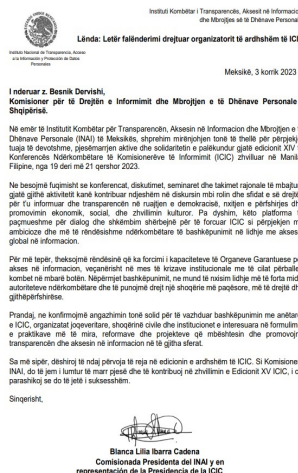 Instituti Kombëtar i Transparencës, Aksesit në Informacio
dhe Mbrojtjes së të Dhënave Persona
Lënda: Letër falënderimi drejtuar organizatorit të ardhshëm të ICI
Instituto Nacional de Transparencia, Acceso
a la Información y Protección de Datos
Personales
Meksikë, 3 korrik 2023
I nderuar z. Besnik Dervishi,
Komisioner për të Drejtën e Informimit dhe Mbrojtjen e të Dhënave Personale
Shqipërisë.
Në emër të Institutit Kombëtar për Transparencën, Aksesin në Informacion dhe Mbrojtjen e
Dhënave Personale (INAI) të Meksikës, shprehim mirënjohjen tonë të thellë për përpjekj
tuaja të devotshme, pjesëmarrjen aktive dhe solidaritetin e palëkundur gjatë edicionit XIV
Konferencës Ndërkombëtare të Komisionerëve të Informimit (ICIC) zhvilluar në Manila
Filipine, nga 19 deri më 21 qershor 2023.
Ne besojmë fuqimisht se konferencat, diskutimet, seminaret dhe takimet rajonale të mbajtu
gjatë gjithë aktivitetit kanë kontribuar ndjeshëm në diskursin mbi rolin dhe sfidat e së drejtë
për t'u informuar dhe transparencën në ruajtjen e demokracisë, nxitjen e përfshirjes dh
promovimin ekonomik, social, dhe zhvillimin kulturor. Pa dyshim, këto platforma
paçmueshme për dialog dhe shkëmbim shërbejnë për të forcuar ICIC si përpjekjen m
ambicioze dhe më të rëndësishme ndërkombëtare të bashkëpunimit në lidhje me akses
global në informacion.
Për më tepër, theksojmë rëndësinë që ka forcimi i kapaciteteve të Organeve Garantuese p
akses në informacion, veçanërisht në mes të krizave institucionale me të cilat përballe
kombet në mbarë botën. Nëpërmjet bashkëpunimit, ne mund të nxisim lidhje më të forta mid
autoriteteve ndërkombëtare dhe të punojmë drejt një shoqërie më paqësore, më të drejtë dh
gjithëpërfshirëse.
Prandaj, ne konfirmojmë angazhimin tonë solid për të vazhduar bashkëpunimin me anëtar
e ICIC, organizatat joqeveritare, shoqërinë civile dhe institucionet e interesuara në formulim
e praktikave më të mira, reformave dhe projekteve që mbështesin dhe promovojn
transparencën dhe aksesin në informacion në të gjitha sferat.
Sa më sipër, dëshiroj të ndaj përvoja të reja në edicionin e ardhshëm të ICIC. Si Komisione
INAI, do të jem i lumtur të marr pjesë dhe të kontribuoj në zhvillimin e Edicionit XV ICIC, i c
parashikoj se do të jetë i suksesshëm.
Sinqerisht,
Blanca Lilia Ibarra Cadena
Comisionada Presidenta del INAI y en
representación de la Presidencia de la ICIC